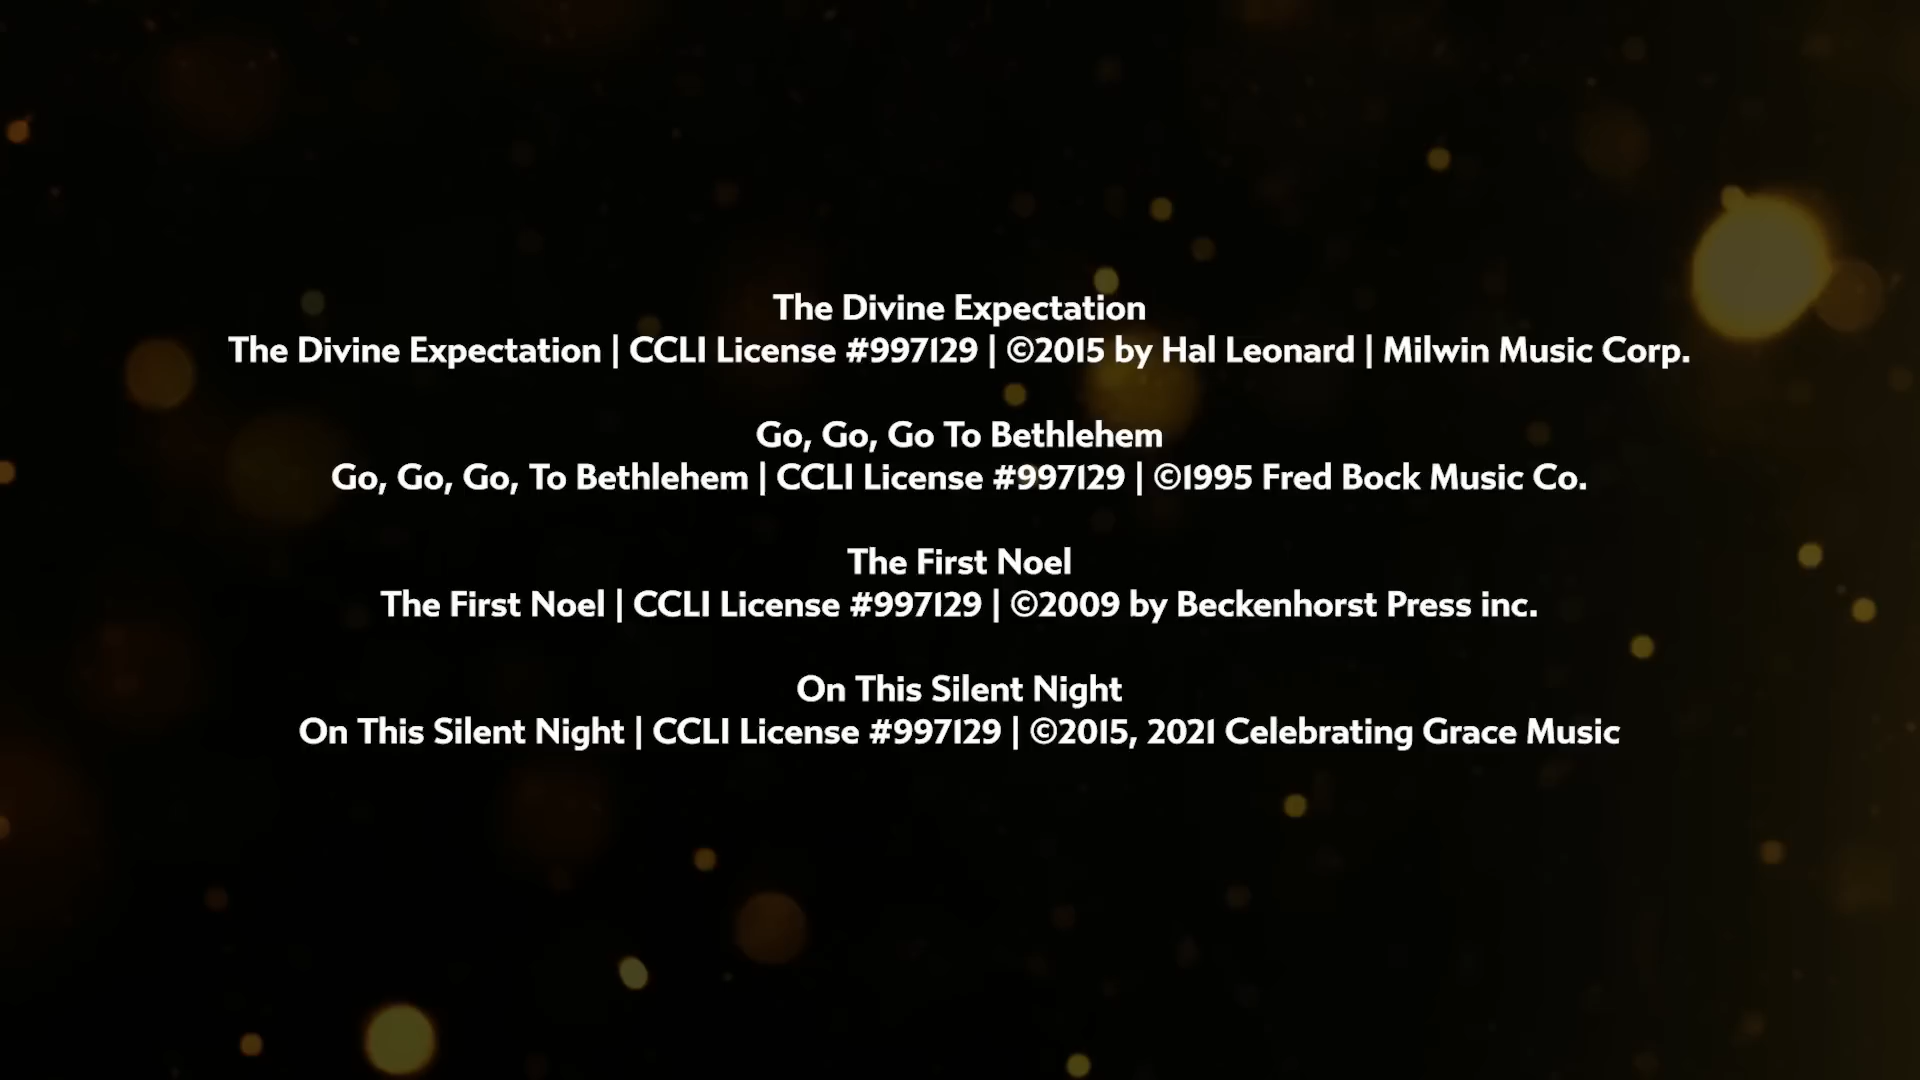 The Divine Expectation
The Divine Expectation | CCLI License #997129 | ©2015 by Hal Leonard | Milwin Music Corp.
Go, Go, Go To Bethlehem
Go, Go, Go, To Bethlehem | CCLI License #997129 | ©1995 Fred Bock Music Co.
The First Noel
The First Noel | CCLI License #997129 | ©2009 by Beckenhorst Press inc.
On This Silent Night
On This Silent Night | CCLI License #997129 | ©2015, 2021 Celebrating Grace Music